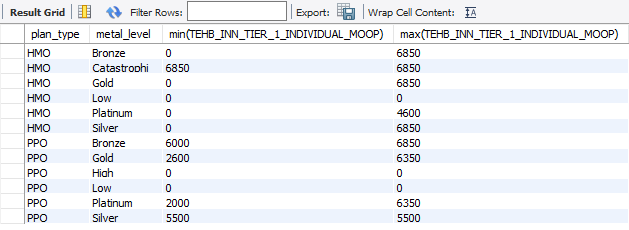 Result Grid Filter Rows: Export: Wrap Cell Content:
plan_type metal_level min(TEHB_INN_TIER_1_INDIVIDUAL_MOOP) max(TEHB_INN_TIER_1_INDIVIDUAL_MOOP)
HMO Bronze 0 6850
HMO Catastrophi 6850 6850
HMO Gold 0 6850
HMO Low 0 0
HMO Platinum 0 4600
HMO Silver 0 6850
PPO Bronze 6000 6850
PPO Gold 2600 6350
PPO High 0 0
PPO Low 0 0
PPO Platinum 2000 6350
PPO Silver 5500 5500